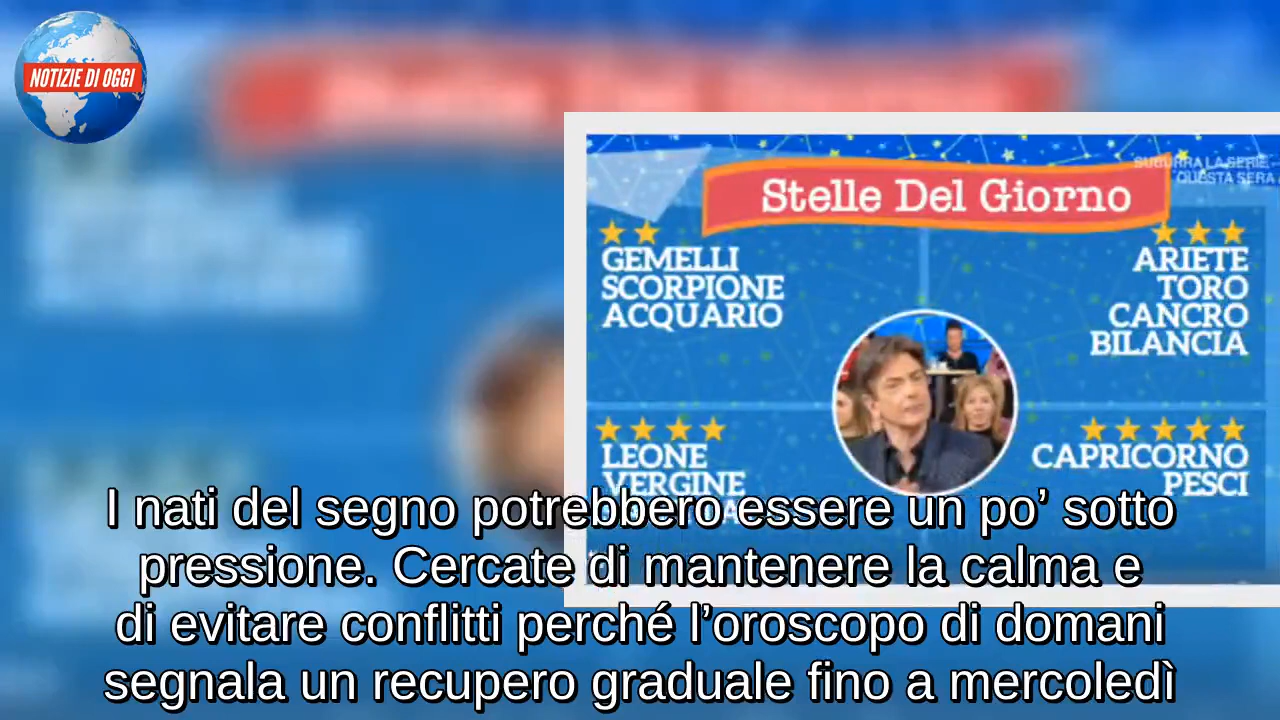 NOTIZIE DI OGGI
SUBURRA LA SERIE
QUESTA SERA
Stelle Del Giorno
GEMELLI
SCORPIONE
ACQUARIO
ARIETE
TORO
CANCRO
BILANCIA
LEONE
VERGINE
CAPRICORNO
PESCI
I nati del segno potrebbero essere un po’ sotto
pressione. Cercate di mantenere la calma e
di evitare conflitti perché l’oroscopo di domani
segnala un recupero graduale fino a mercoledì